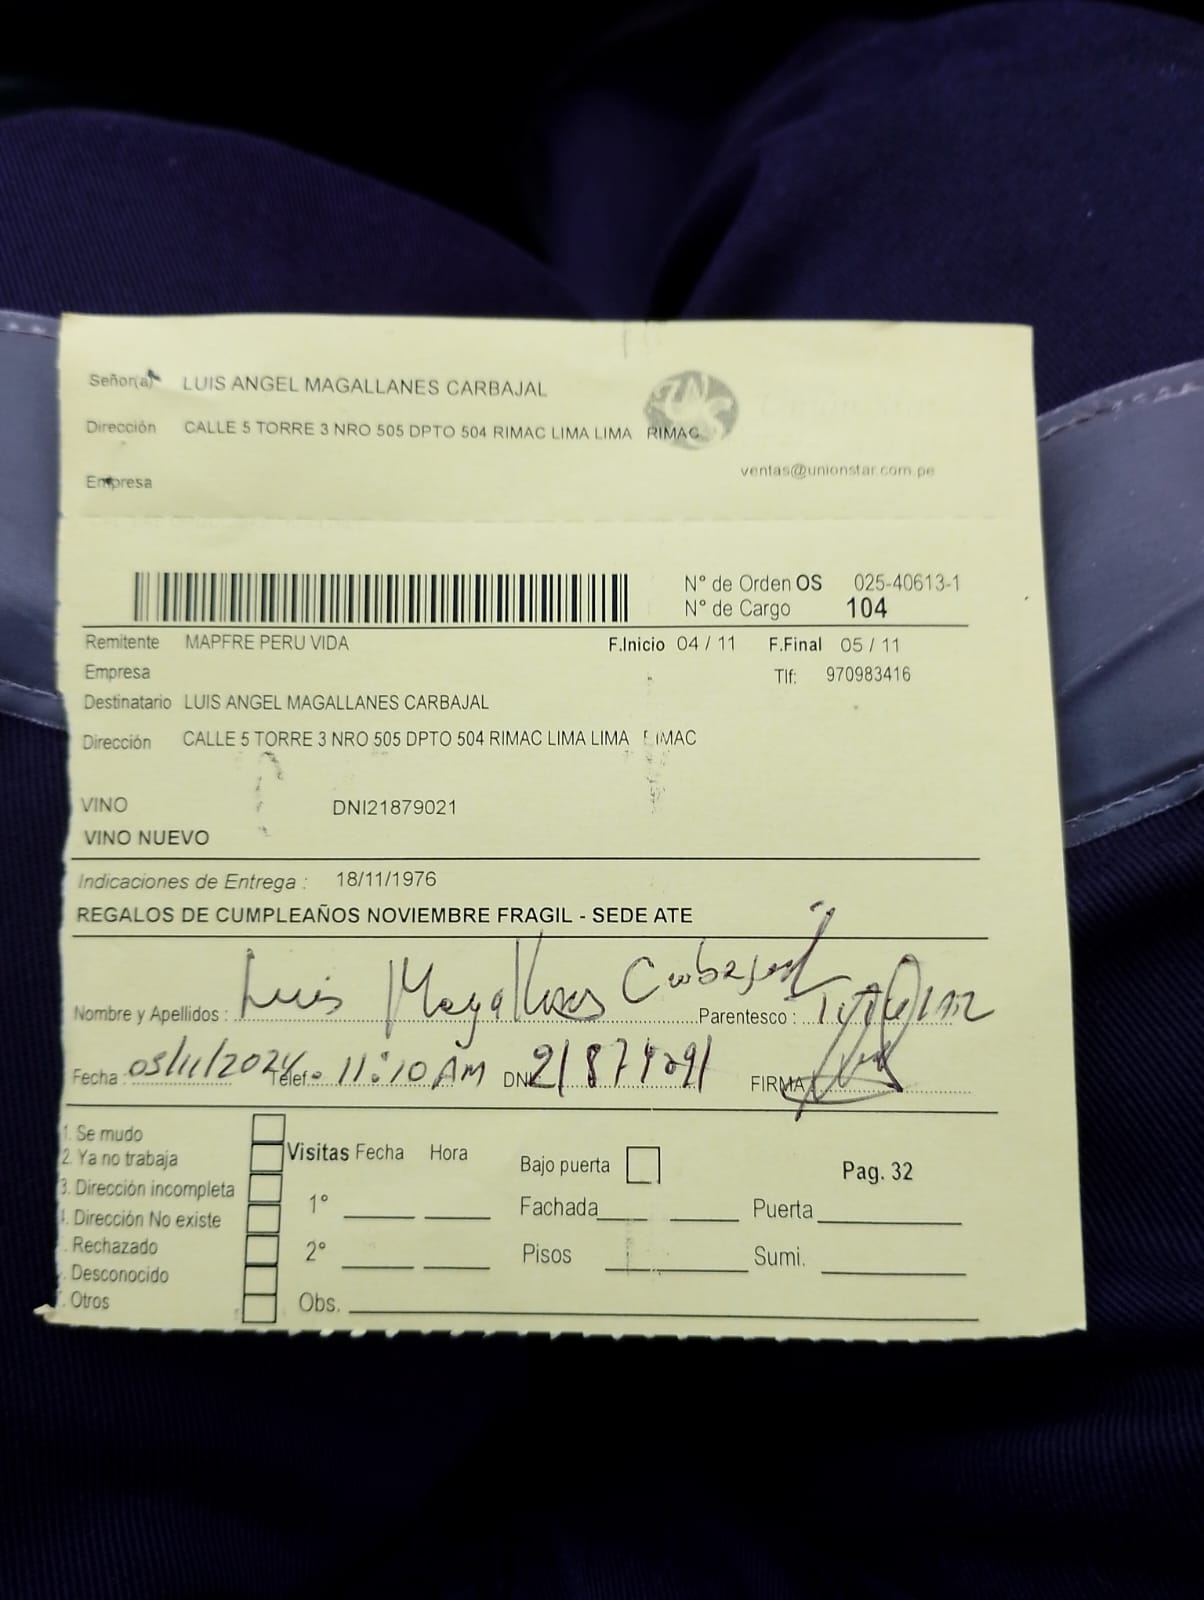 Señor(a) LUIS ANGEL MAGALLANES CARBAJAL
Dirección CALLE 5 TORRE 3 NRO 505 DPTO 504 RIMAC LIMA LIMA RIMAC
ventas@unionstar.com.pe
Empresa
N° de Orden OS 025-40613-1
N° de Cargo 104
Remitente MAPFRE PERU VIDA F.Inicio 04 / 11 F.Final 05 / 11
Empresa Tlf: 970983416
Destinatario LUIS ANGEL MAGALLANES CARBAJAL
Dirección CALLE 5 TORRE 3 NRO 505 DPTO 504 RIMAC LIMA LIMA RIMAC
VINO DNI21879021
VINO NUEVO
Indicaciones de Entrega : 18/11/1976
REGALOS DE CUMPLEAÑOS NOVIEMBRE FRAGIL - SEDE ATE
Nombre y Apellidos : Luis Magallanes Carbajal Parentesco : TITULAR
Fecha 05/11/2024 Telef. 11:10 AM DNI FIRMA
1. Se mudo
2. Ya no trabaja Visitas Fecha Hora Bajo puerta Pag. 32
3. Dirección incompleta 1° Fachada Puerta
. Dirección No existe
. Rechazado 2° Pisos Sumi.
. Desconocido
. Otros Obs.